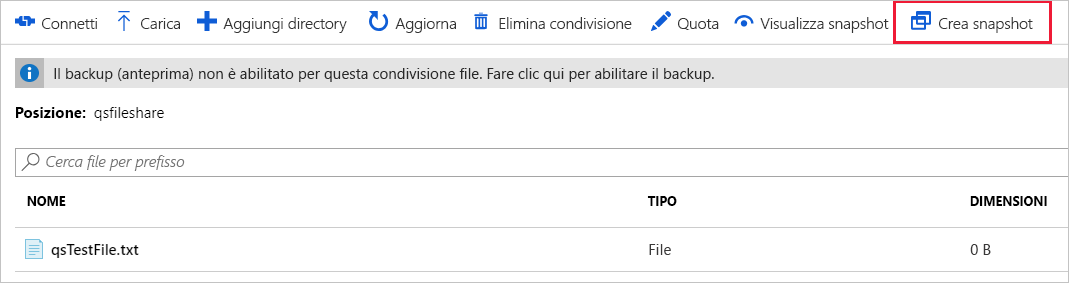 Connetti Carica Aggiungi directory Aggiorna Elimina condivisione Quota Visualizza snapshot Crea snapshot
Il backup (anteprima) non è abilitato per questa condivisione file. Fare clic qui per abilitare il backup.
Posizione: qsfileshare
Cerca file per prefisso
NOME TIPO DIMENSIONI
qsTestFile.txt File 0 B